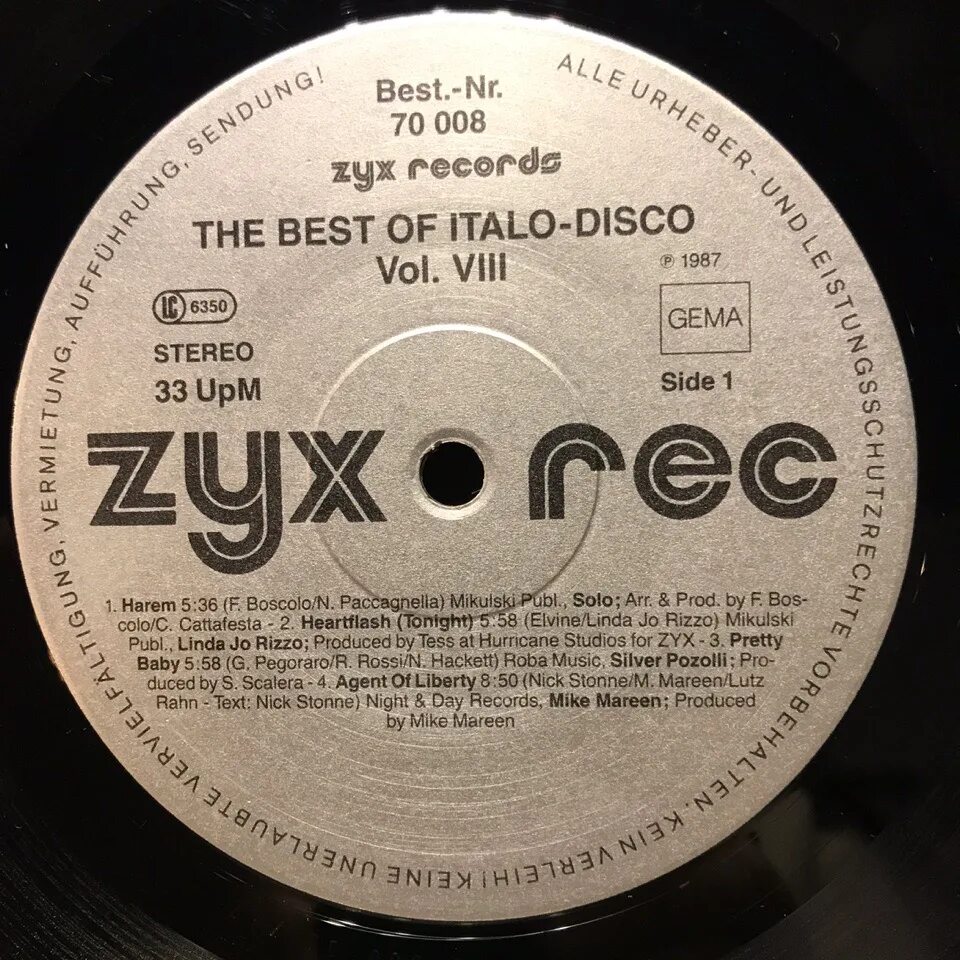 ALLE URHEBER- UND LEISTUNGSSCHUTZRECHTE VORBEHALTEN. KEIN VERLEIH! KEINE UNERLAUBTE VERVIELFÄLTIGUNG, VERMIETUNG, AUFFÜHRUNG, SENDUNG!
Best.-Nr.
70 008
zyx records
THE BEST OF ITALO-DISCO
Vol. VIII
℗ 1987
LC 6350
GEMA
STEREO
33 UpM
Side 1
zyx rec
1. Harem 5:36 (F. Boscolo/N. Paccagnella) Mikulski Publ., Solo; Arr. & Prod. by F. Bos-
colo/C. Cattafesta - 2. Heartflash (Tonight) 5:58 (Elvine/Linda Jo Rizzo) Mikulski
Publ., Linda Jo Rizzo; Produced by Tess at Hurricane Studios for ZYX - 3. Pretty
Baby 5:58 (G. Pegoraro/R. Rossi/N. Hackett) Roba Music, Silver Pozolli; Pro-
duced by S. Scalera - 4. Agent Of Liberty 8:50 (Nick Stonne/M. Mareen/Lutz
Rahn - Text: Nick Stonne) Night & Day Records, Mike Mareen; Produced
by Mike Mareen